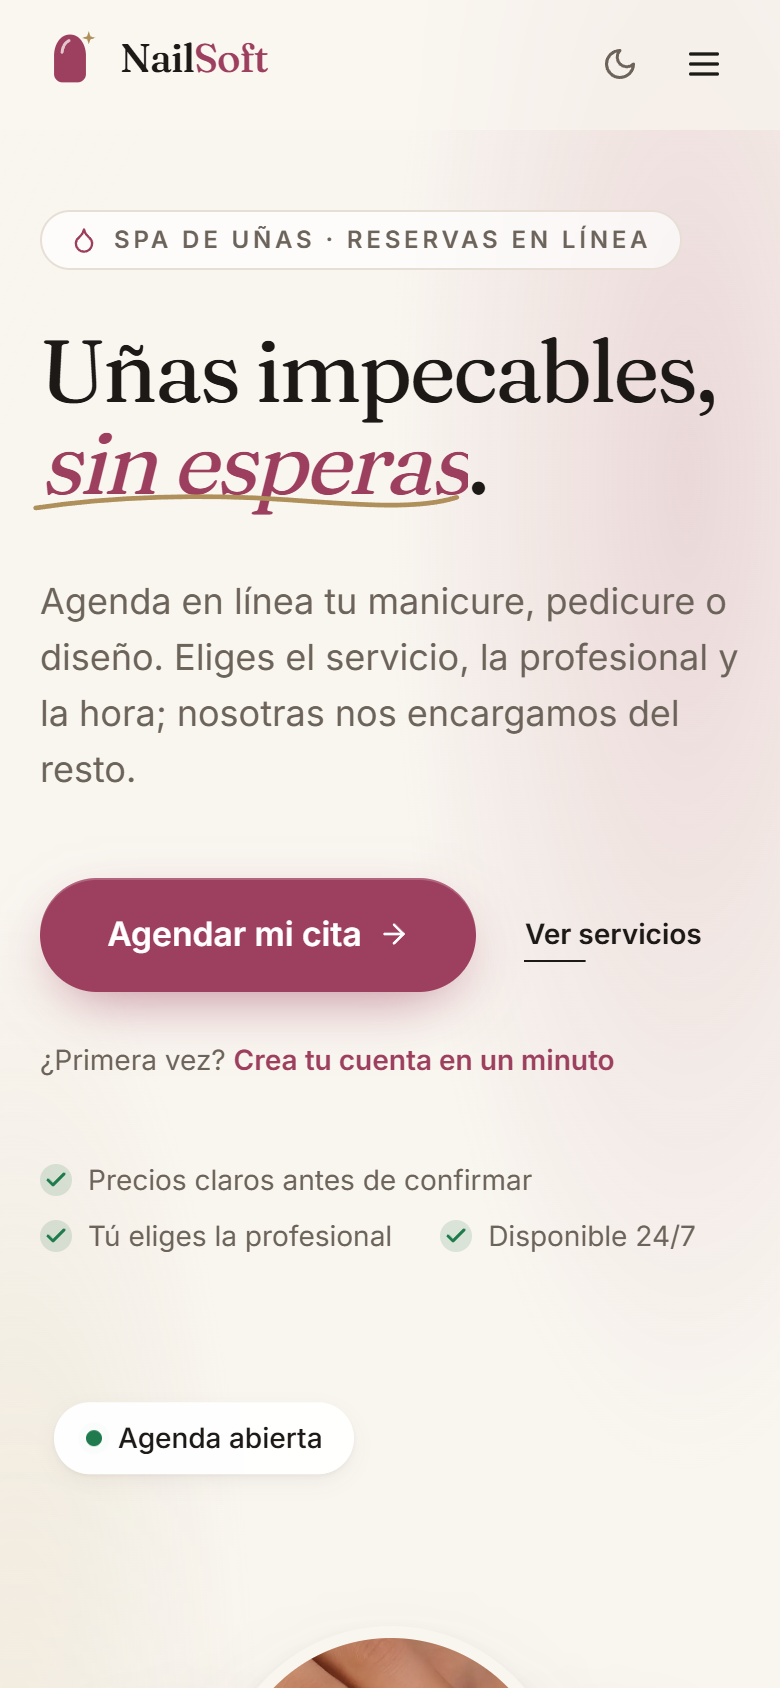 NailSoft
SPA DE UÑAS · RESERVAS EN LÍNEA
Uñas impecables,
sin esperas.
Agenda en línea tu manicure, pedicure o
diseño. Eliges el servicio, la profesional y
la hora; nosotras nos encargamos del
resto.
Agendar mi cita →
Ver servicios
¿Primera vez? Crea tu cuenta en un minuto
Precios claros antes de confirmar
Tú eliges la profesional
Disponible 24/7
Agenda abierta